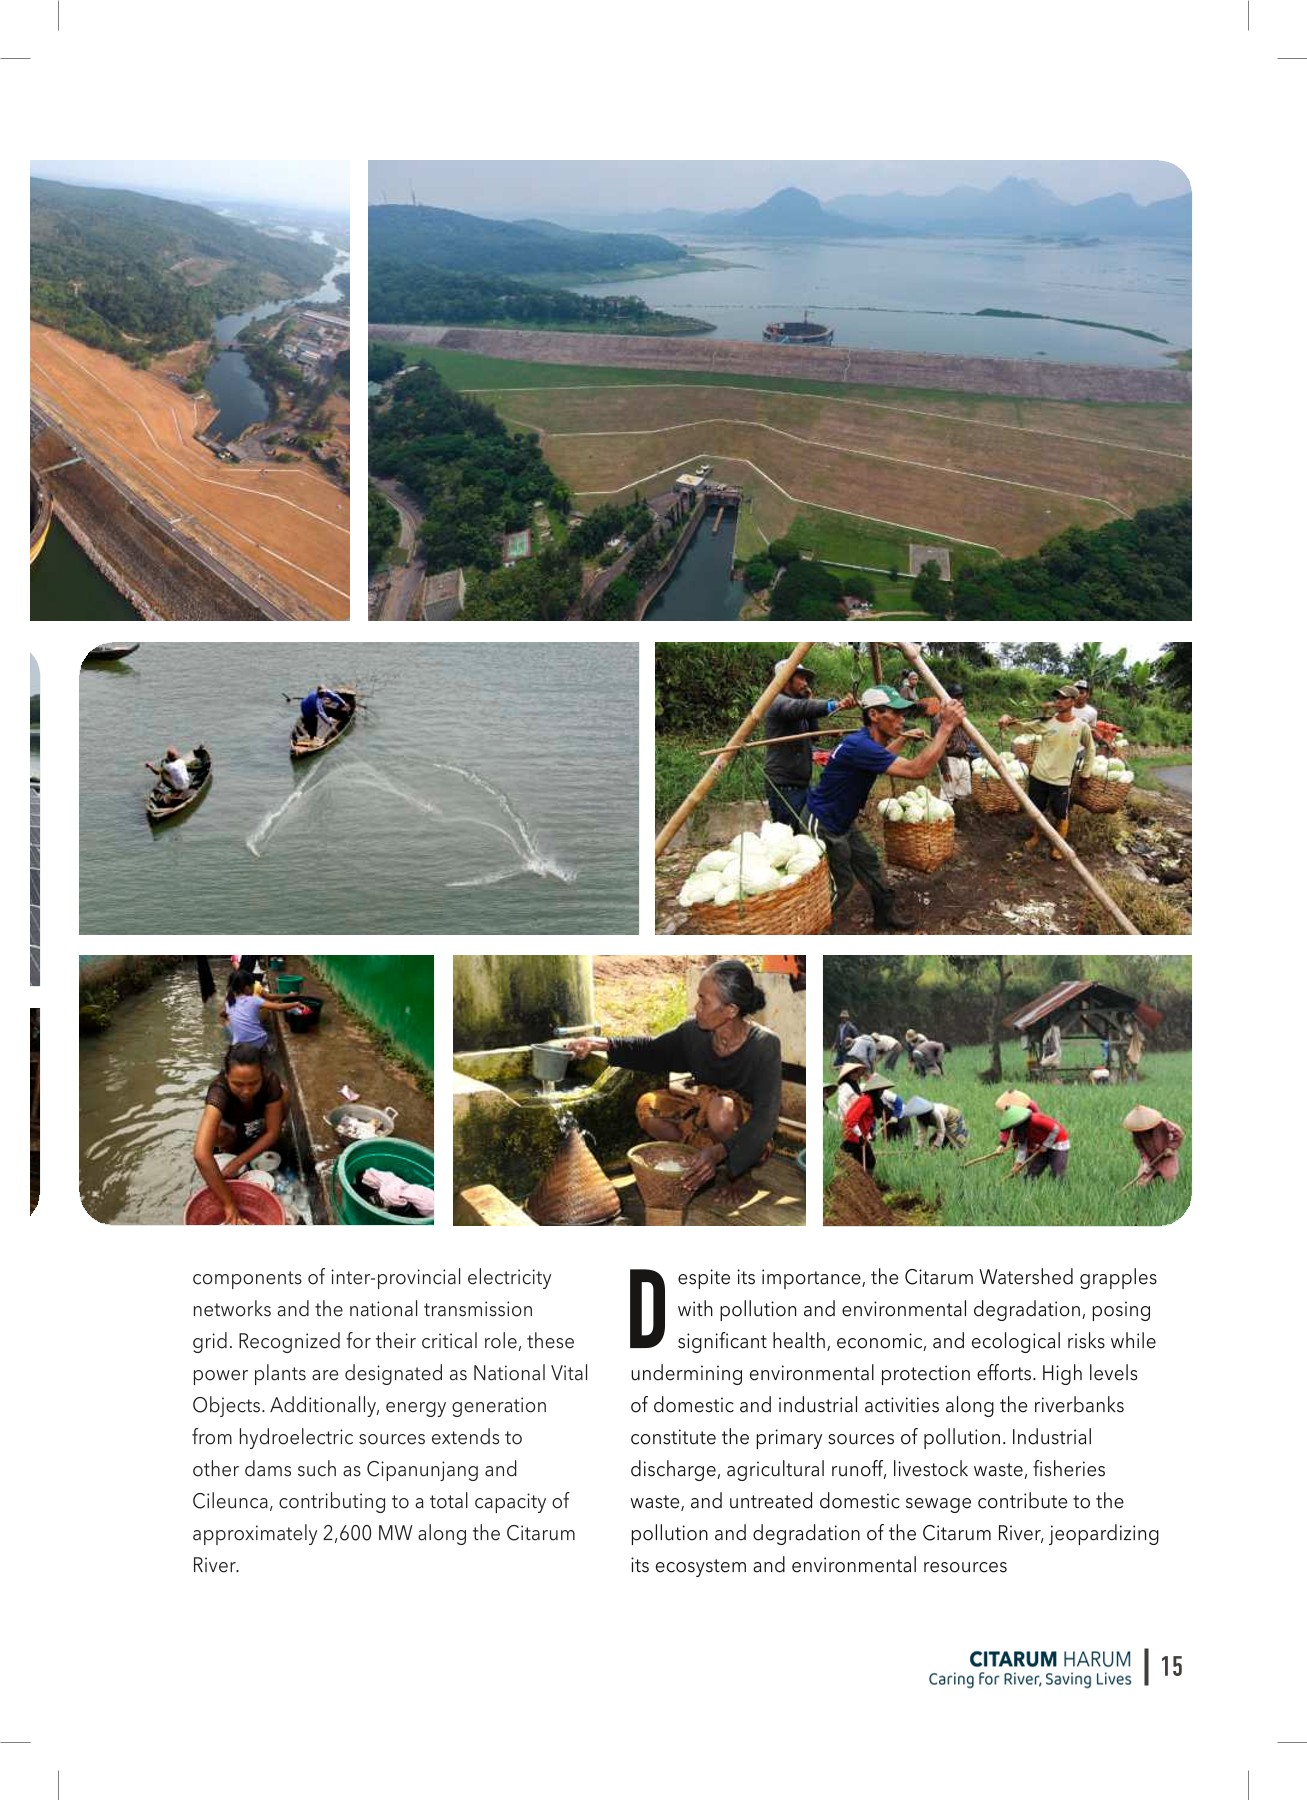 components of inter-provincial electricity
networks and the national transmission
grid. Recognized for their critical role, these
power plants are designated as National Vital
Objects. Additionally, energy generation
from hydroelectric sources extends to
other dams such as Cipanunjang and
Cileunca, contributing to a total capacity of
approximately 2,600 MW along the Citarum
River.
Despite its importance, the Citarum Watershed grapples
with pollution and environmental degradation, posing
significant health, economic, and ecological risks while
undermining environmental protection efforts. High levels
of domestic and industrial activities along the riverbanks
constitute the primary sources of pollution. Industrial
discharge, agricultural runoff, livestock waste, fisheries
waste, and untreated domestic sewage contribute to the
pollution and degradation of the Citarum River, jeopardizing
its ecosystem and environmental resources
CITARUM HARUM
Caring for River, Saving Lives
15